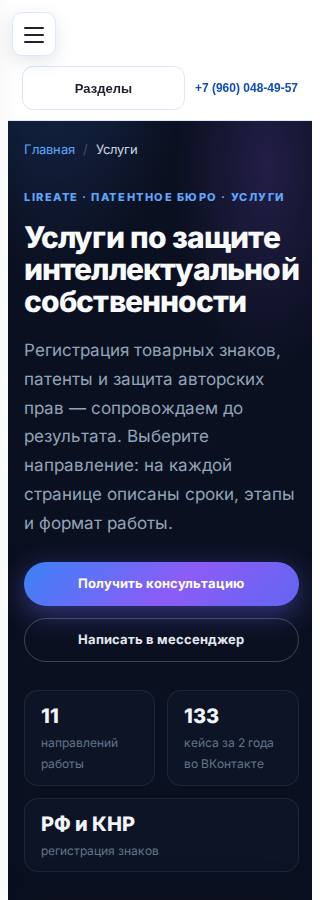 Разделы
+7 (960) 048-49-57
Главная / Услуги
LIREATE · ПАТЕНТНОЕ БЮРО · УСЛУГИ
Услуги по защите
интеллектуальной
собственности
Регистрация товарных знаков,
патенты и защита авторских
прав — сопровождаем до
результата. Выберите
направление: на каждой
странице описаны сроки, этапы
и формат работы.
Получить консультацию
Написать в мессенджер
11
направлений
работы
133
кейса за 2 года
во ВКонтакте
РФ и КНР
регистрация знаков